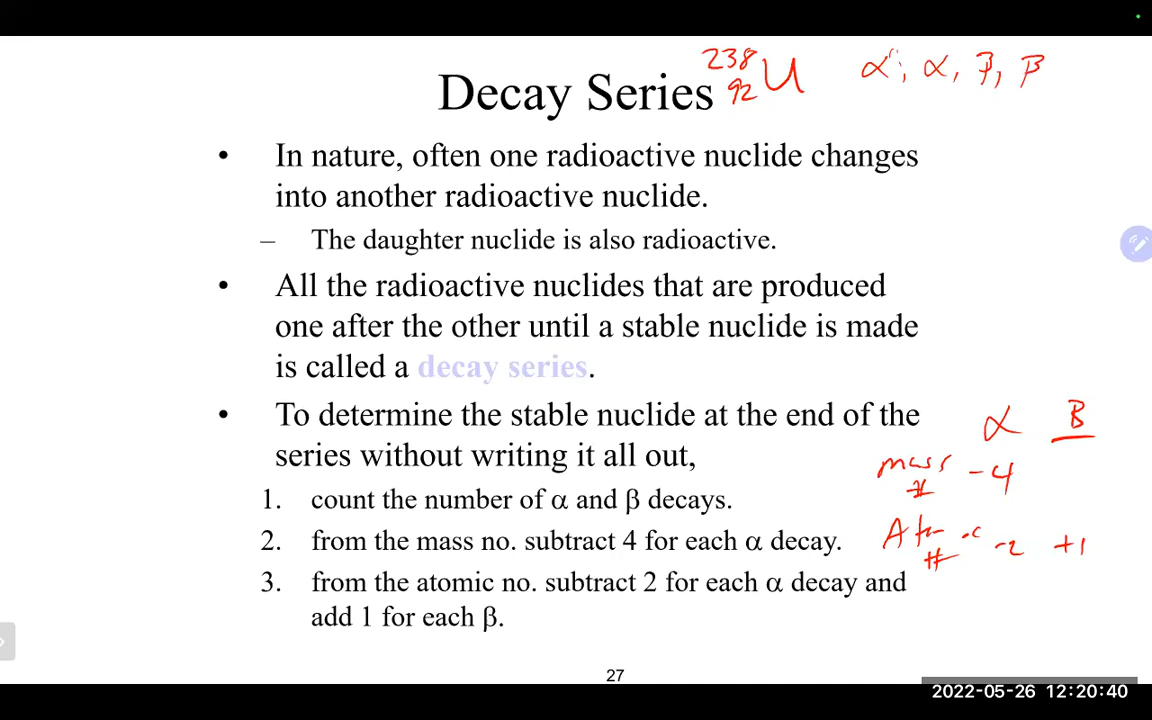 238
92 U α, α, β, β
Decay Series
• In nature, often one radioactive nuclide changes
into another radioactive nuclide.
– The daughter nuclide is also radioactive.
• All the radioactive nuclides that are produced
one after the other until a stable nuclide is made
is called a decay series.
• To determine the stable nuclide at the end of the
series without writing it all out,
1. count the number of α and β decays.
2. from the mass no. subtract 4 for each α decay.
3. from the atomic no. subtract 2 for each α decay and
add 1 for each β.
α β
mass # -4
Atomic # -2 +1
27
2022-05-26 12:20:40